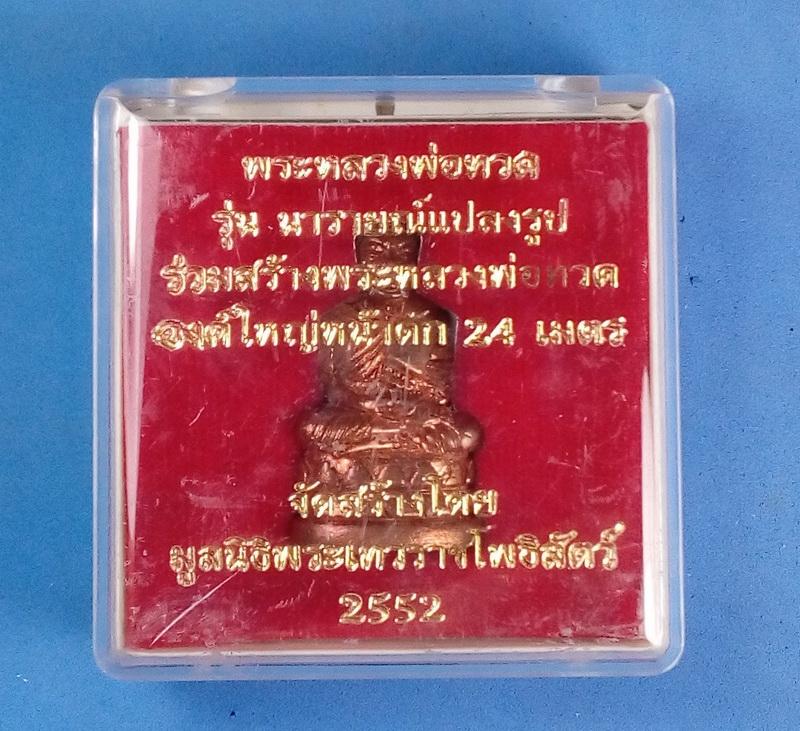 พระหลวงพ่อทวด
รุ่น นารายณ์แปลงรูป
ร่วมสร้างพระหลวงพ่อทวด
องค์ใหญ่หน้าตัก 24 เมตร
จัดสร้างโดย
มูลนิธิพระเทวราชโพธิสัตว์
2552